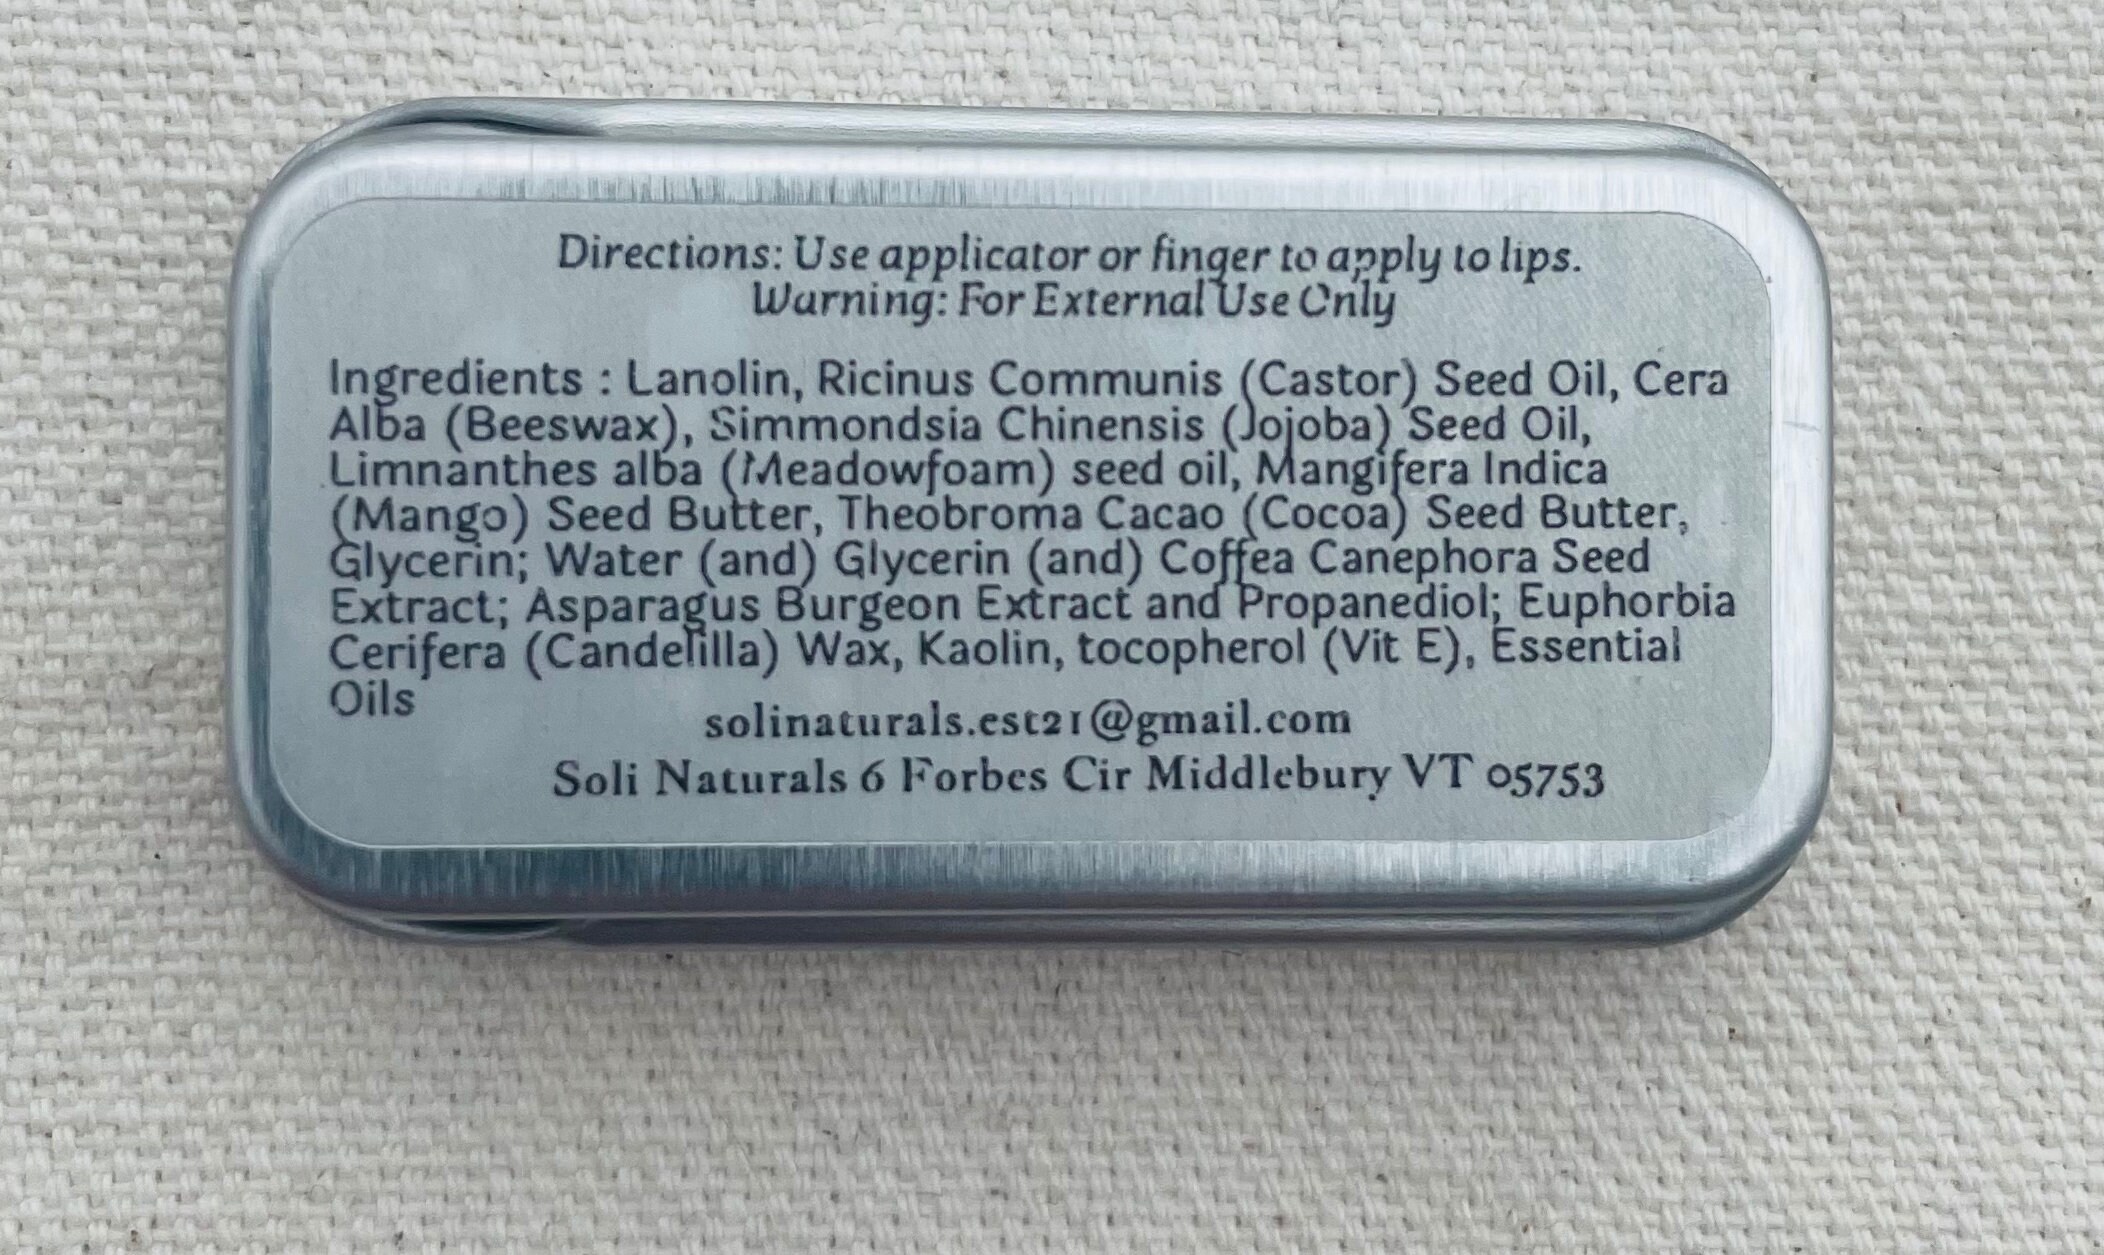 Directions: Use applicator or finger to apply to lips.
Warning: For External Use Only
Ingredients : Lanolin, Ricinus Communis (Castor) Seed Oil, Cera
Alba (Beeswax), Simmondsia Chinensis (Jojoba) Seed Oil,
Limnanthes alba (Meadowfoam) seed oil, Mangifera Indica
(Mango) Seed Butter, Theobroma Cacao (Cocoa) Seed Butter,
Glycerin; Water (and) Glycerin (and) Coffea Canephora Seed
Extract; Asparagus Burgeon Extract and Propanediol; Euphorbia
Cerifera (Candelilla) Wax, Kaolin, tocopherol (Vit E), Essential
Oils
solinaturals.est21@gmail.com
Soli Naturals 6 Forbes Cir Middlebury VT 05753